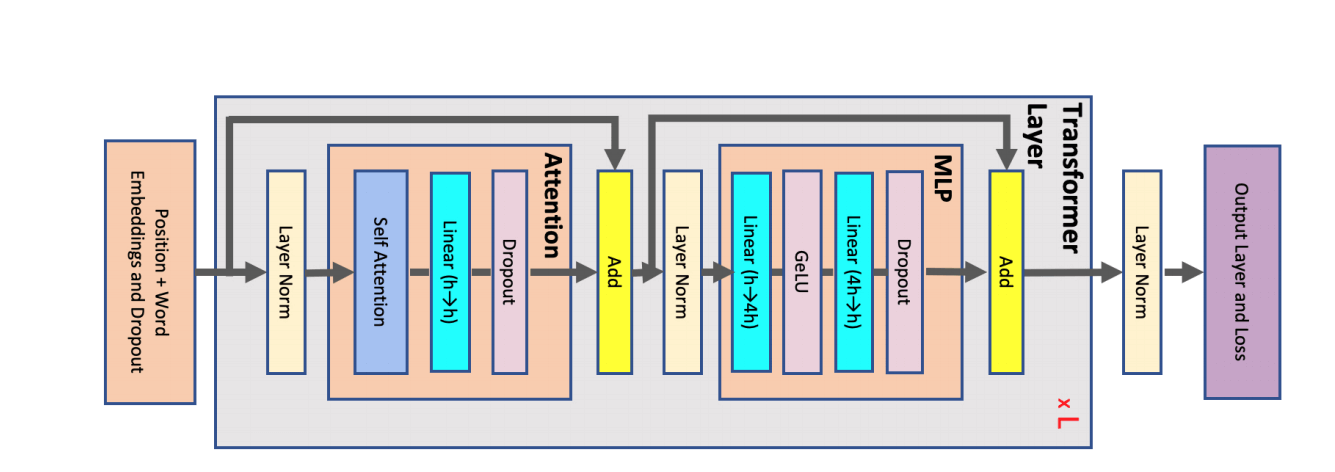 Position + Word
Embeddings and Dropout
Layer Norm
Attention
Self Attention
Linear (h→h)
Dropout
Add
Layer Norm
MLP
Linear (h→4h)
GeLU
Linear (4h→h)
Dropout
Add
Transformer
Layer
x L
Layer Norm
Output Layer and Loss